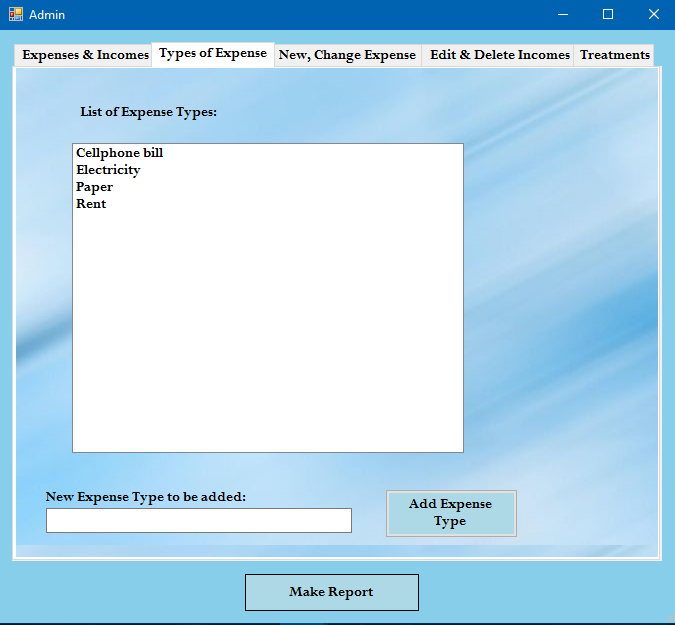 Admin
Expenses & Incomes
Types of Expense
New, Change Expense
Edit & Delete Incomes
Treatments
List of Expense Types:
Cellphone bill
Electricity
Paper
Rent
New Expense Type to be added:
Add Expense
Type
Make Report